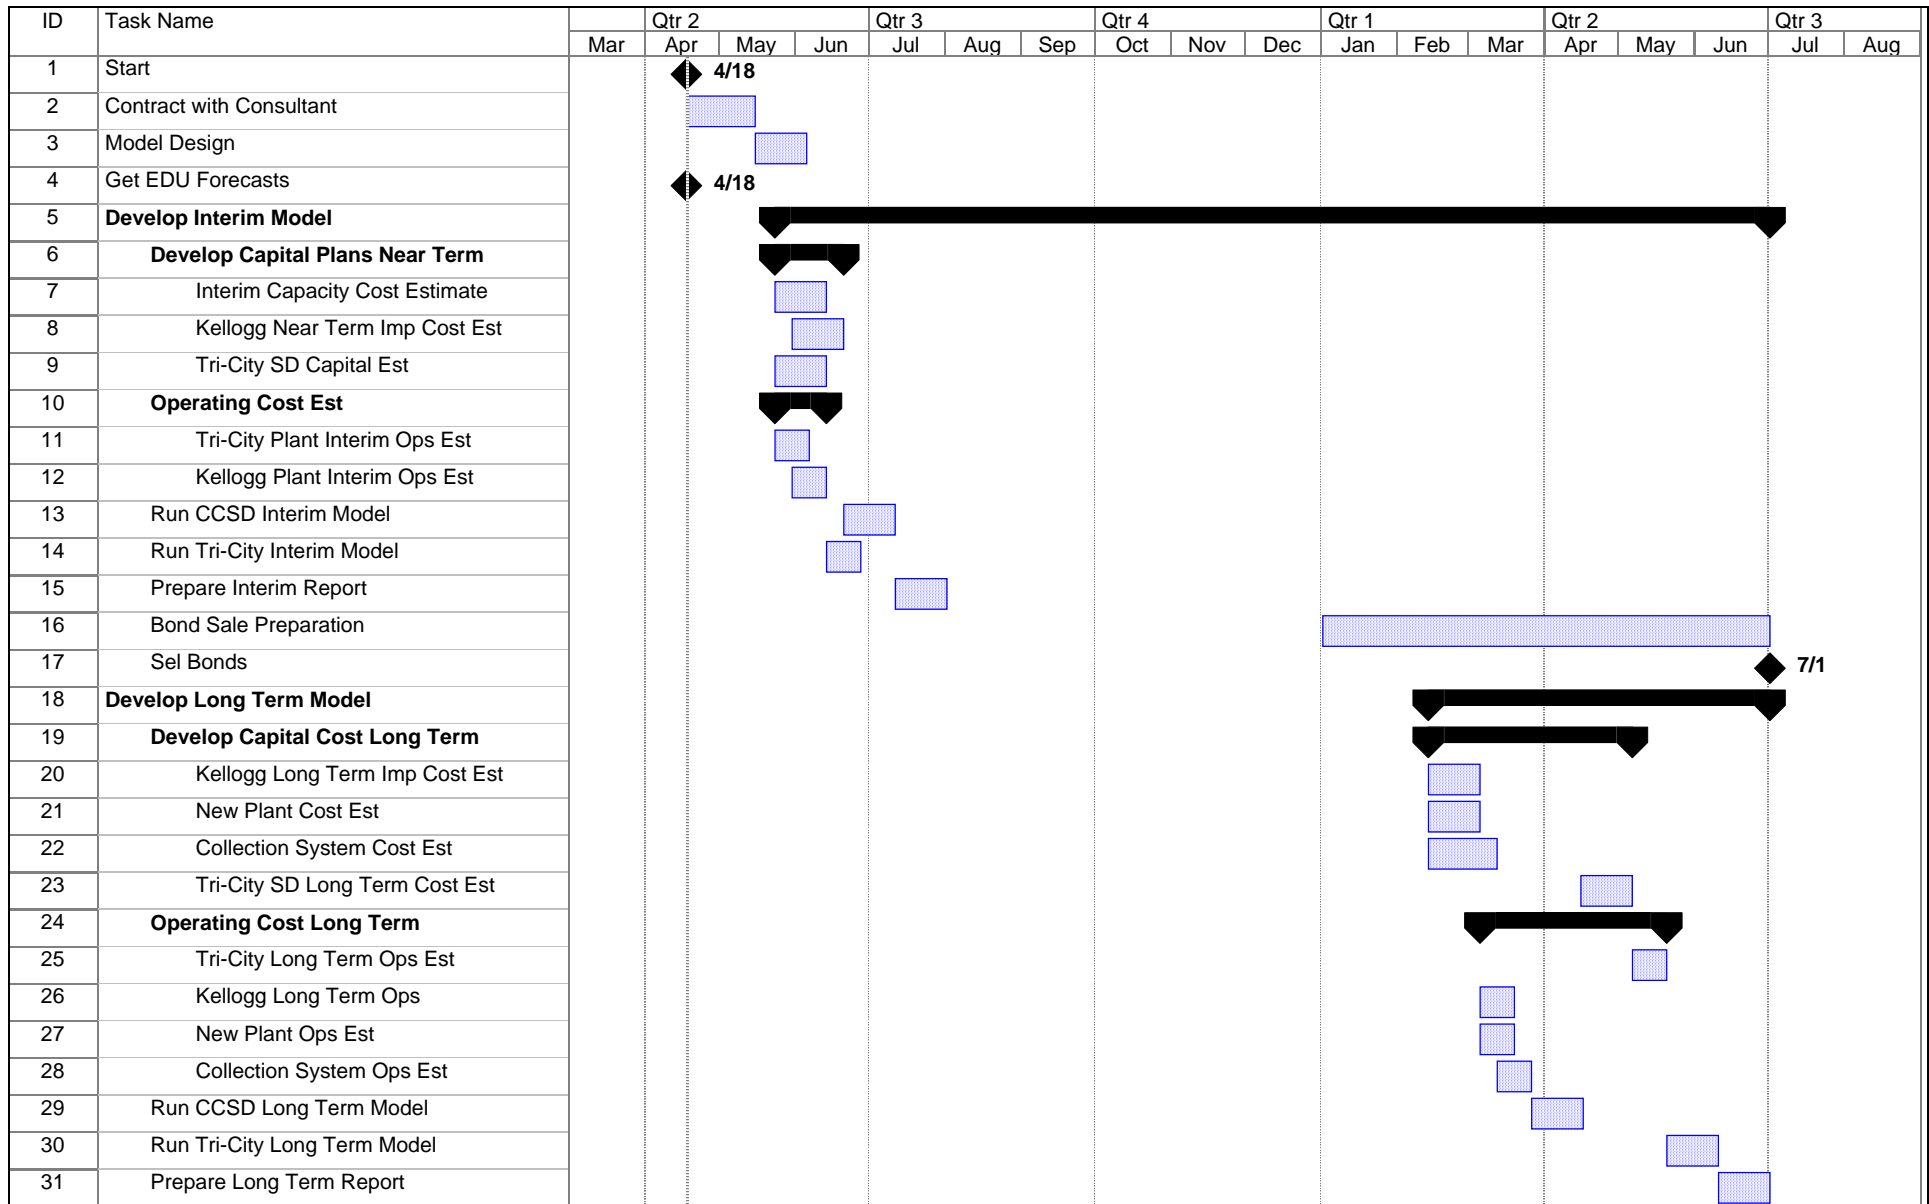 ID Task Name Qtr 2 Qtr 3 Qtr 4 Qtr 1 Qtr 2 Qtr 3
Mar Apr May Jun Jul Aug Sep Oct Nov Dec Jan Feb Mar Apr May Jun Jul Aug
1 Start 4/18
2 Contract with Consultant
3 Model Design
4 Get EDU Forecasts 4/18
5 Develop Interim Model
6 Develop Capital Plans Near Term
7 Interim Capacity Cost Estimate
8 Kellogg Near Term Imp Cost Est
9 Tri-City SD Capital Est
10 Operating Cost Est
11 Tri-City Plant Interim Ops Est
12 Kellogg Plant Interim Ops Est
13 Run CCSD Interim Model
14 Run Tri-City Interim Model
15 Prepare Interim Report
16 Bond Sale Preparation
17 Sel Bonds 7/1
18 Develop Long Term Model
19 Develop Capital Cost Long Term
20 Kellogg Long Term Imp Cost Est
21 New Plant Cost Est
22 Collection System Cost Est
23 Tri-City SD Long Term Cost Est
24 Operating Cost Long Term
25 Tri-City Long Term Ops Est
26 Kellogg Long Term Ops
27 New Plant Ops Est
28 Collection System Ops Est
29 Run CCSD Long Term Model
30 Run Tri-City Long Term Model
31 Prepare Long Term Report